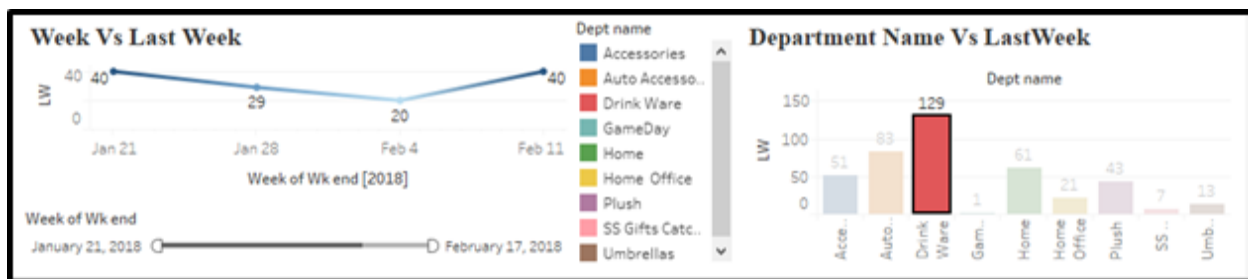 Week Vs Last Week
LW
40
0
40
29
20
40
Jan 21
Jan 28
Feb 4
Feb 11
Week of Wk end [2018]
Week of Wk end
January 21, 2018
February 17, 2018
Dept name
Accessories
Auto Accesso..
Drink Ware
GameDay
Home
Home Office
Plush
SS Gifts Catc..
Umbrellas
Department Name Vs LastWeek
Dept name
LW
150
100
50
0
51
83
129
1
61
21
43
7
13
Acce..
Auto..
Drink
Ware
Gam..
Home
Home
Office
Plush
SS ..
Umb..